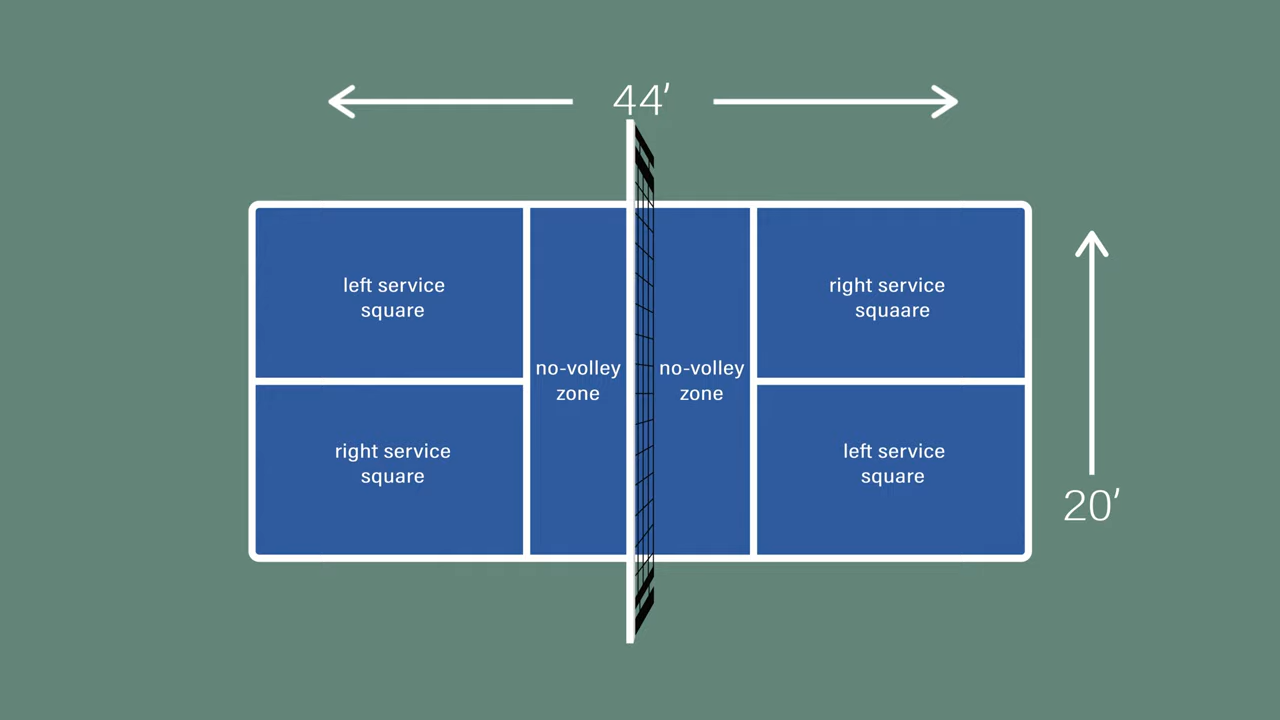 44'
left service
square
right service
squaare
no-volley
zone
no-volley
zone
right service
square
left service
square
20'